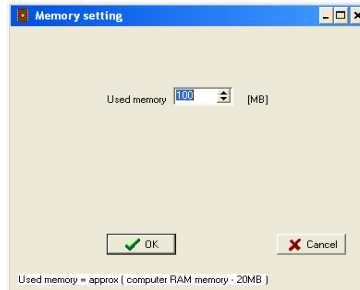 Memory setting
Used memory 100 [MB]
OK Cancel
Used memory = approx ( computer RAM memory - 20MB )